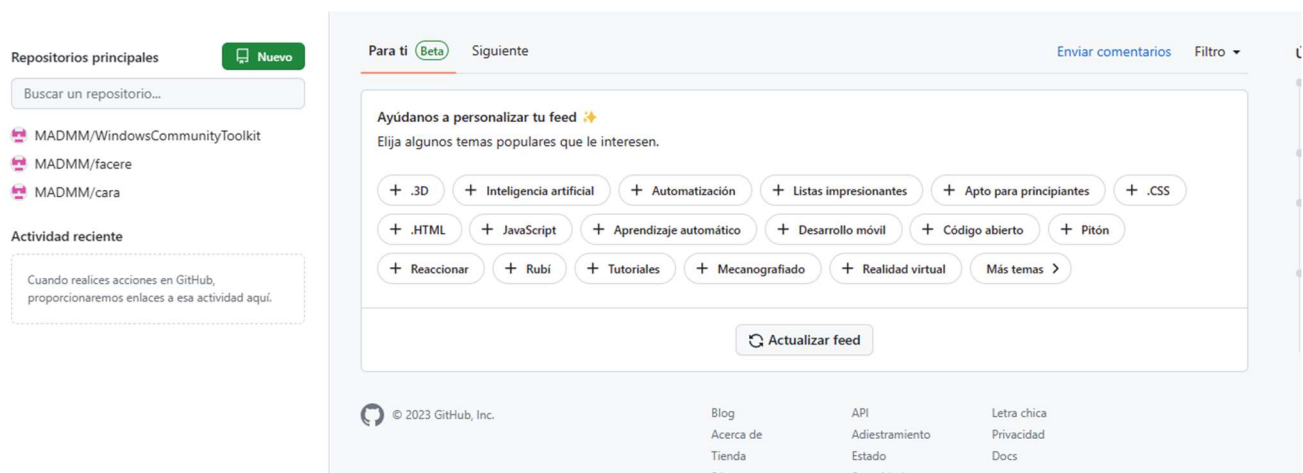 Repositorios principales
Nuevo
Buscar un repositorio...
MADMM/WindowsCommunityToolkit
MADMM/facere
MADMM/cara
Actividad reciente
Cuando realices acciones en GitHub,
proporcionaremos enlaces a esa actividad aquí.
Para ti Beta Siguiente Enviar comentarios Filtro
Ayúdanos a personalizar tu feed
Elija algunos temas populares que le interesen.
+ .3D + Inteligencia artificial + Automatización + Listas impresionantes + Apto para principiantes + .CSS
+ .HTML + JavaScript + Aprendizaje automático + Desarrollo móvil + Código abierto + Pitón
+ Reaccionar + Rubí + Tutoriales + Mecanografiado + Realidad virtual Más temas >
Actualizar feed
© 2023 GitHub, Inc.
Blog API Letra chica
Acerca de Adiestramiento Privacidad
Tienda Estado Docs